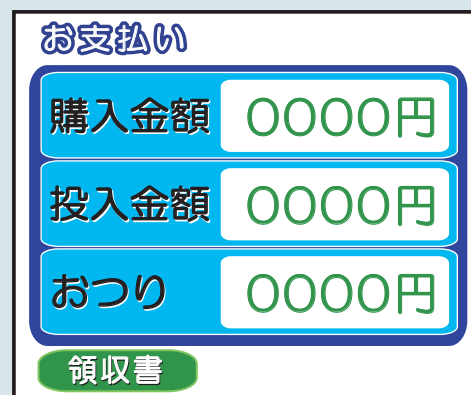 お支払い
購入金額 0000円
投入金額 0000円
おつり 0000円
領収書